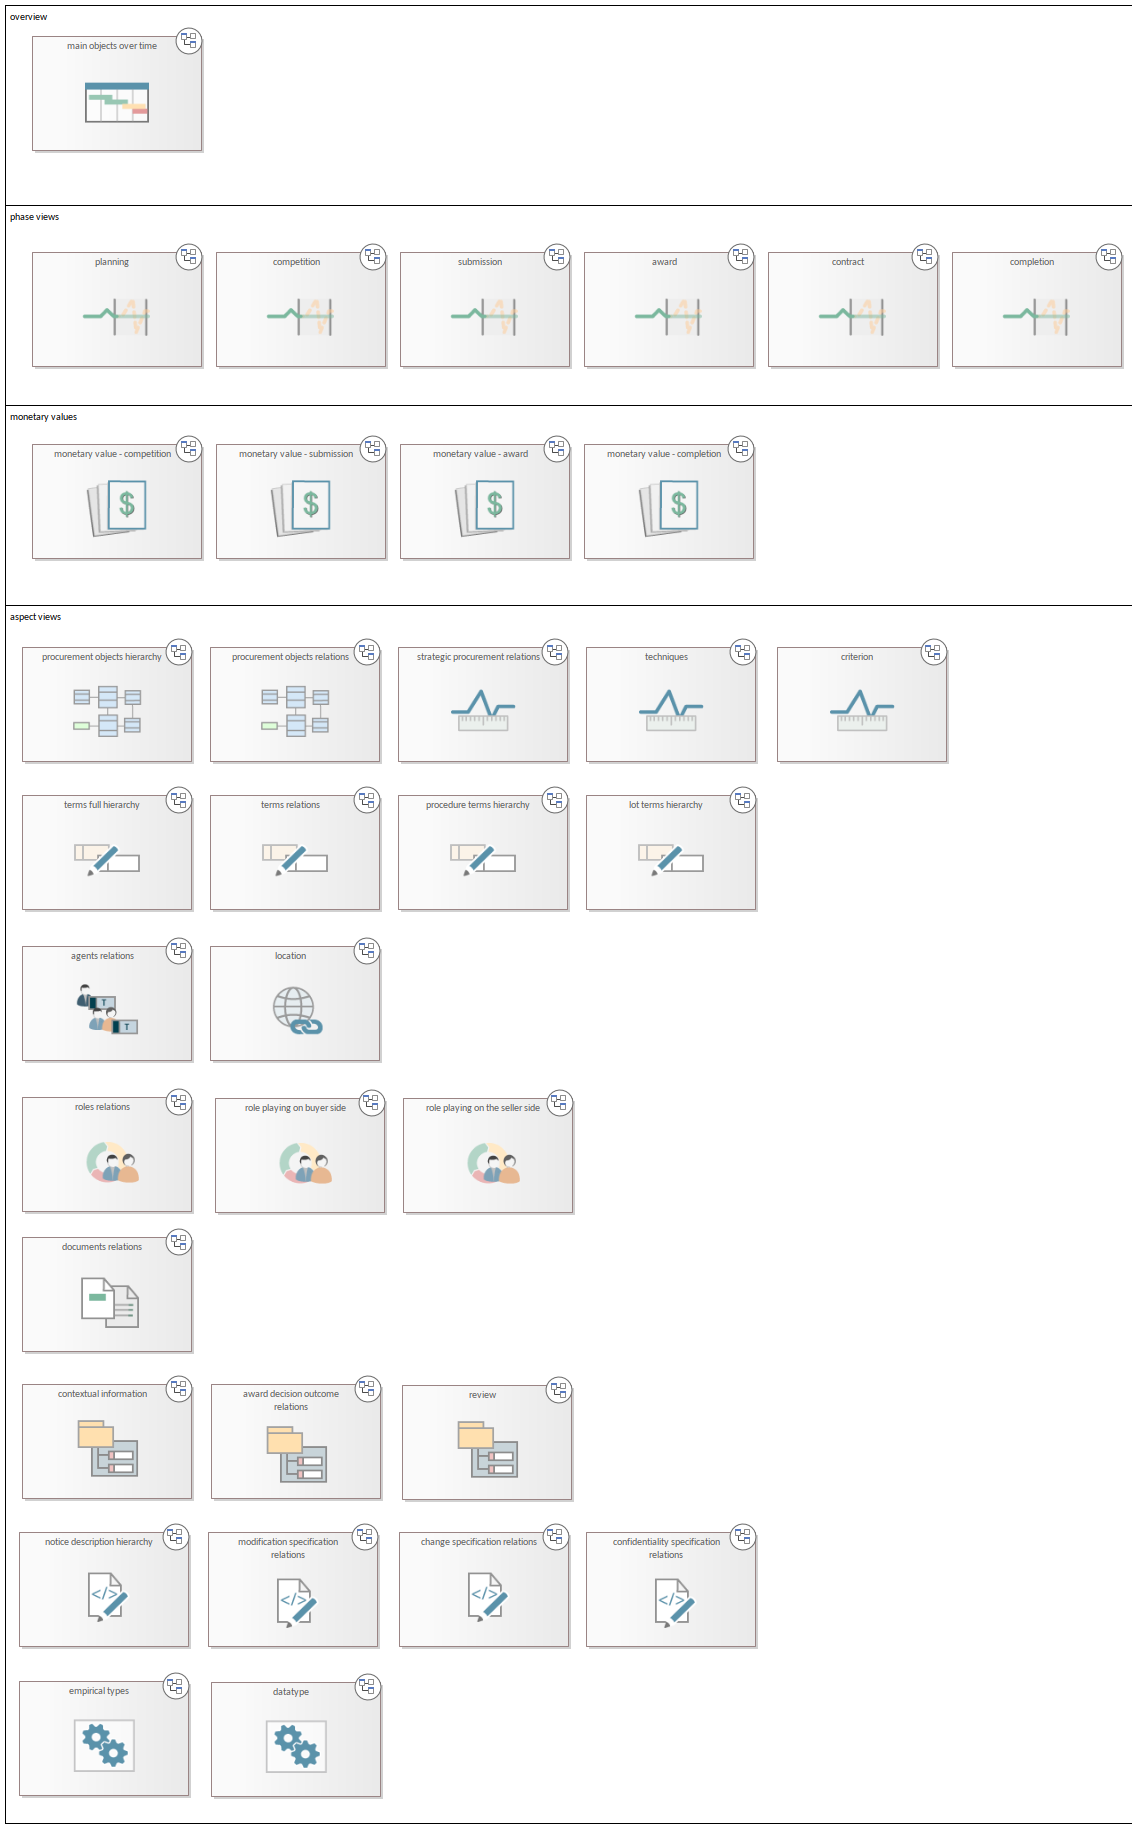 overview
main objects over time
phase views
planning
competition
submission
award
contract
completion
monetary values
monetary value - competition
monetary value - submission
monetary value - award
monetary value - completion
$
$
$
$
aspect views
procurement objects hierarchy
procurement objects relations
strategic procurement relations
techniques
criterion
terms full hierarchy
terms relations
procedure terms hierarchy
lot terms hierarchy
agents relations
T
T
location
roles relations
role playing on buyer side
role playing on the seller side
documents relations
contextual information
award decision outcome
relations
review
notice description hierarchy
modification specification
relations
change specification relations
confidentiality specification
relations
</>
</>
</>
</>
empirical types
datatype